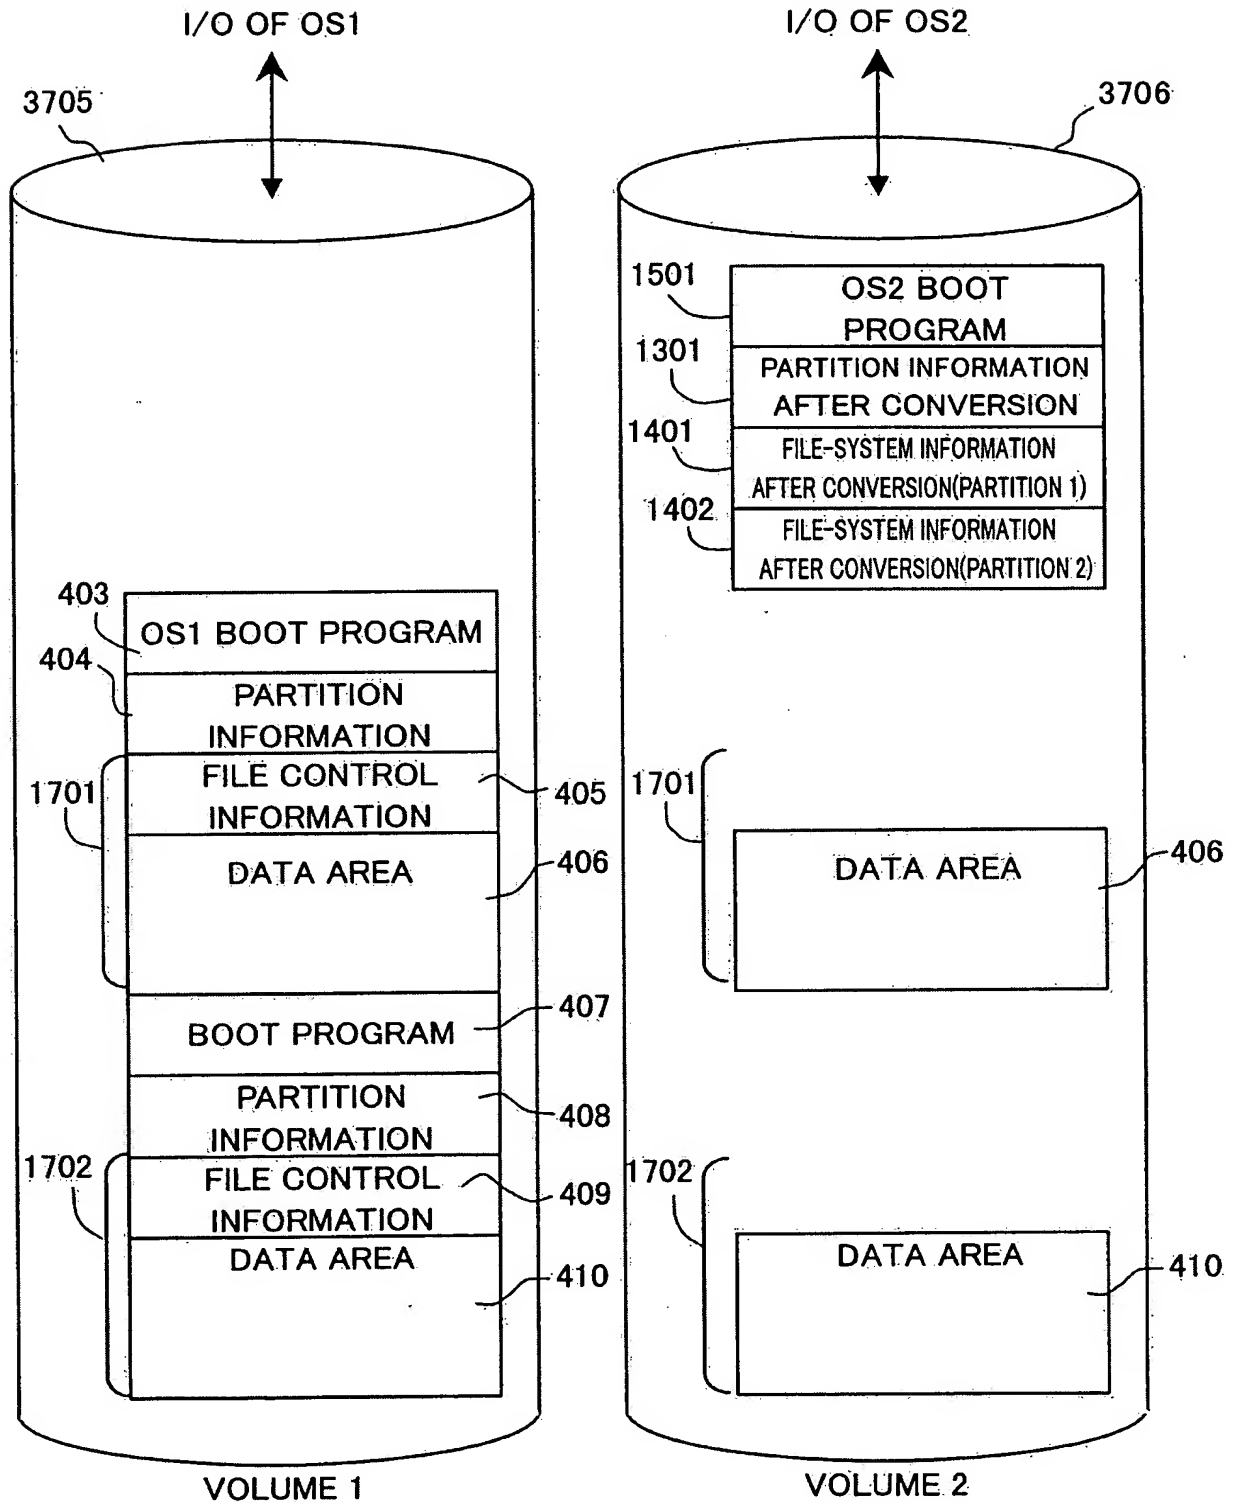 I/O OF OS1
3705
403
OS1 BOOT PROGRAM
404
PARTITION
INFORMATION
1701
FILE CONTROL
INFORMATION
405
DATA AREA
406
BOOT PROGRAM
407
PARTITION
INFORMATION
408
1702
FILE CONTROL
INFORMATION
409
DATA AREA
410
VOLUME 1
I/O OF OS2
3706
1501
OS2 BOOT
PROGRAM
1301
PARTITION INFORMATION
AFTER CONVERSION
1401
FILE-SYSTEM INFORMATION
AFTER CONVERSION(PARTITION 1)
1402
FILE-SYSTEM INFORMATION
AFTER CONVERSION(PARTITION 2)
1701
DATA AREA
406
1702
DATA AREA
410
VOLUME 2